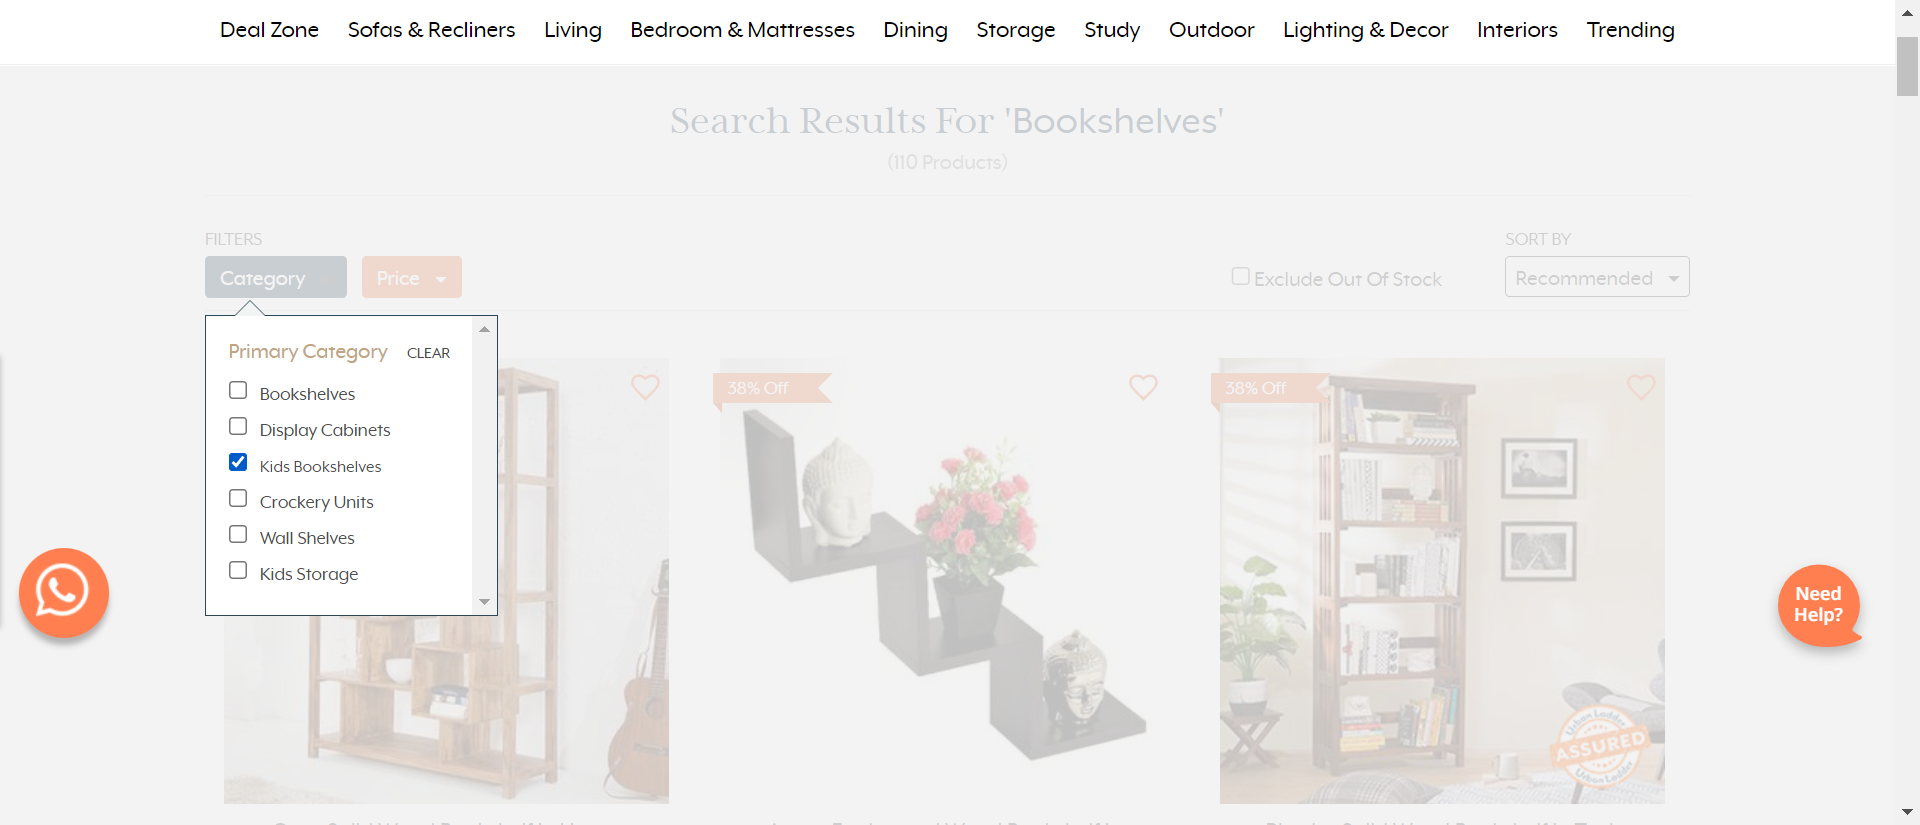 Deal Zone Sofas & Recliners Living Bedroom & Mattresses Dining Storage Study Outdoor Lighting & Decor Interiors Trending
Search Results For 'Bookshelves'
(110 Products)
FILTERS
SORT BY
Category
Price
Exclude Out Of Stock
Recommended
Primary Category CLEAR
Bookshelves
Display Cabinets
Kids Bookshelves
Crockery Units
Wall Shelves
Kids Storage
38% Off
38% Off
Urban Ladder
ASSURED
Urban Ladder
Need
Help?